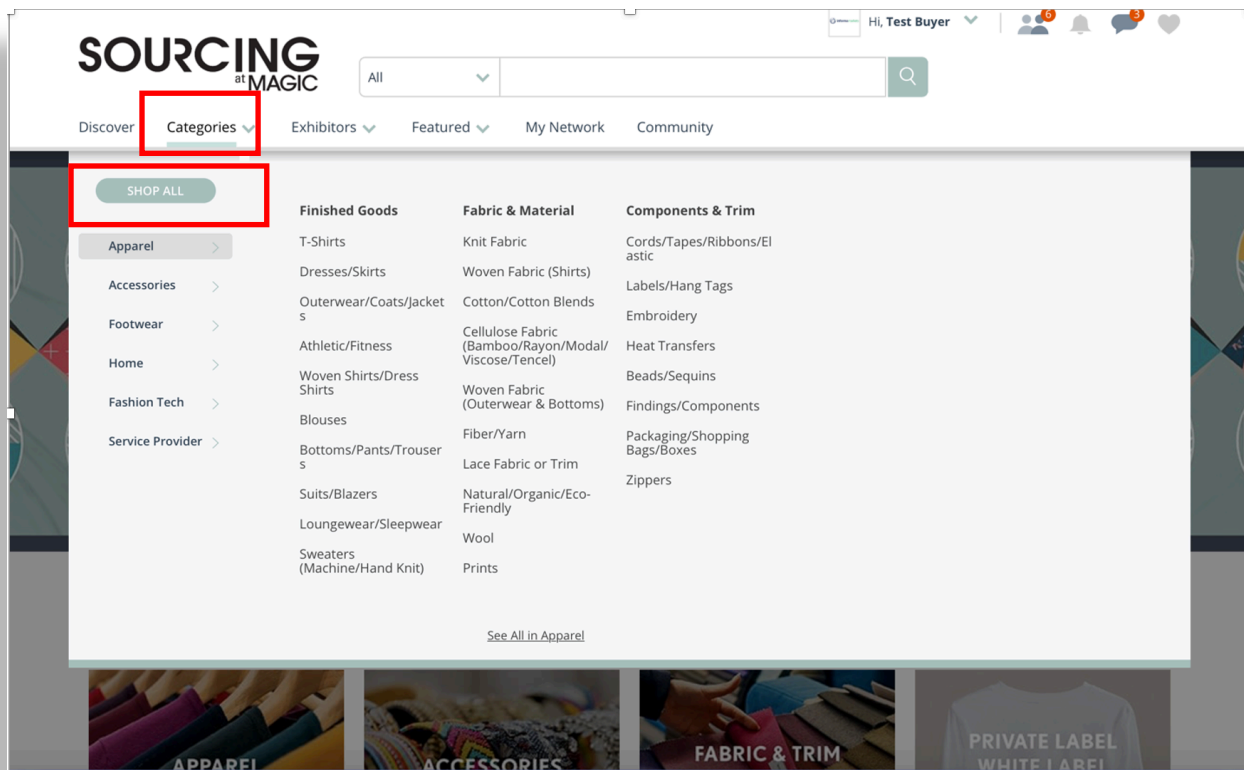 Hi, Test Buyer
6
3
SOURCING
at MAGIC
All
Discover
Categories
Exhibitors
Featured
My Network
Community
SHOP ALL
Apparel
Accessories
Footwear
Home
Fashion Tech
Service Provider
Finished Goods
T-Shirts
Dresses/Skirts
Outerwear/Coats/Jacket
s
Athletic/Fitness
Woven Shirts/Dress
Shirts
Blouses
Bottoms/Pants/Trouser
s
Suits/Blazers
Loungewear/Sleepwear
Sweaters
(Machine/Hand Knit)
Fabric & Material
Knit Fabric
Woven Fabric (Shirts)
Cotton/Cotton Blends
Cellulose Fabric
(Bamboo/Rayon/Modal/
Viscose/Tencel)
Woven Fabric
(Outerwear & Bottoms)
Fiber/Yarn
Lace Fabric or Trim
Natural/Organic/Eco-
Friendly
Wool
Prints
Components & Trim
Cords/Tapes/Ribbons/El
astic
Labels/Hang Tags
Embroidery
Heat Transfers
Beads/Sequins
Findings/Components
Packaging/Shopping
Bags/Boxes
Zippers
See All in Apparel
APPAREL
ACCESSORIES
FABRIC & TRIM
PRIVATE LABEL
WHITE LABEL